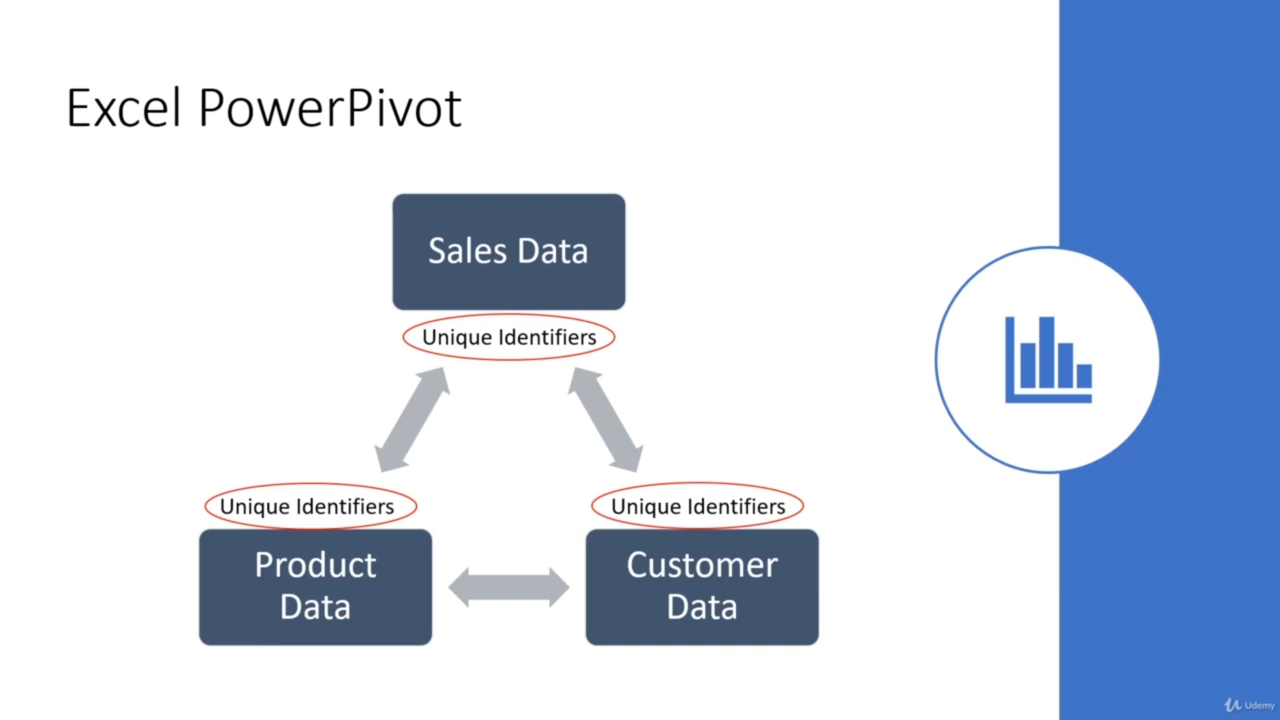 Excel PowerPivot
Sales Data
Unique Identifiers
Unique Identifiers
Unique Identifiers
Product
Data
Customer
Data
Udemy